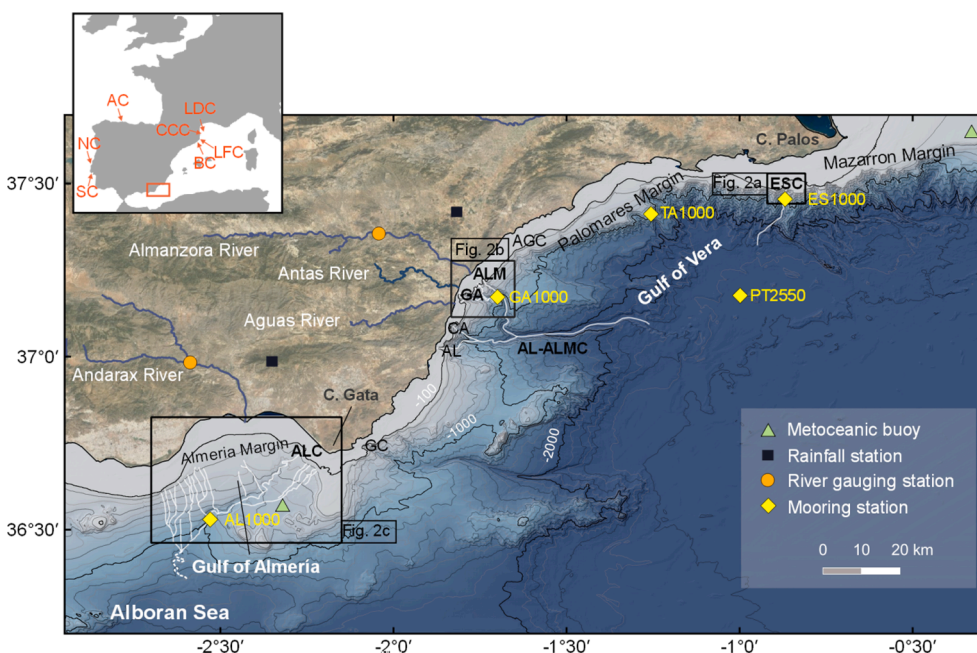 AC
LDC
CCC
NC
LFC
BC
SC
C. Palos
Mazarron Margin
37°30'
Fig. 2a
ESC
ES1000
Palomares Margin
TA1000
Almanzora River
AGC
Fig. 2b
Antas River
ALM
GA
GA1000
Gulf of Vera
PT2550
Aguas River
CA
37°00'
AL
AL-ALMC
Andarax River
C. Gata
-100
-1000
-2000
Almeria Margin
ALC
GC
Metoceanic buoy
Rainfall station
River gauging station
Mooring station
0 10 20 km
36°30'
AL1000
Fig. 2c
Gulf of Almería
Alboran Sea
-2°30'
-2°00'
-1°30'
-1°00'
-0°30'